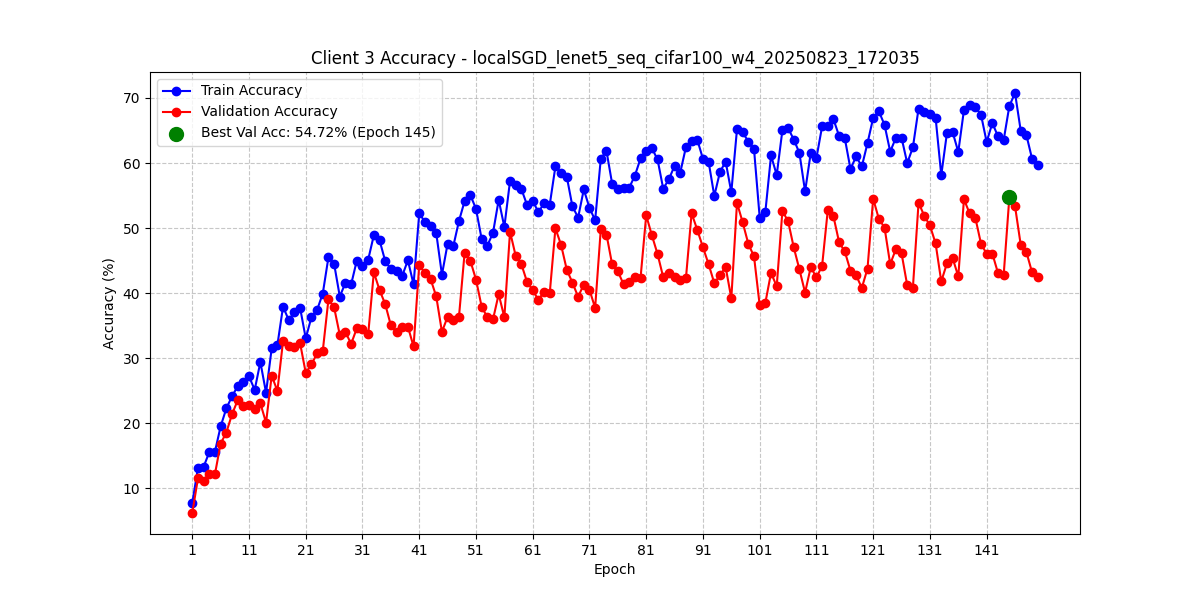 Client 3 Accuracy - localSGD_lenet5_seq_cifar100_w4_20250823_172035
Train Accuracy
Validation Accuracy
Best Val Acc: 54.72% (Epoch 145)
Accuracy (%)
70
60
50
40
30
20
10
1 11 21 31 41 51 61 71 81 91 101 111 121 131 141
Epoch